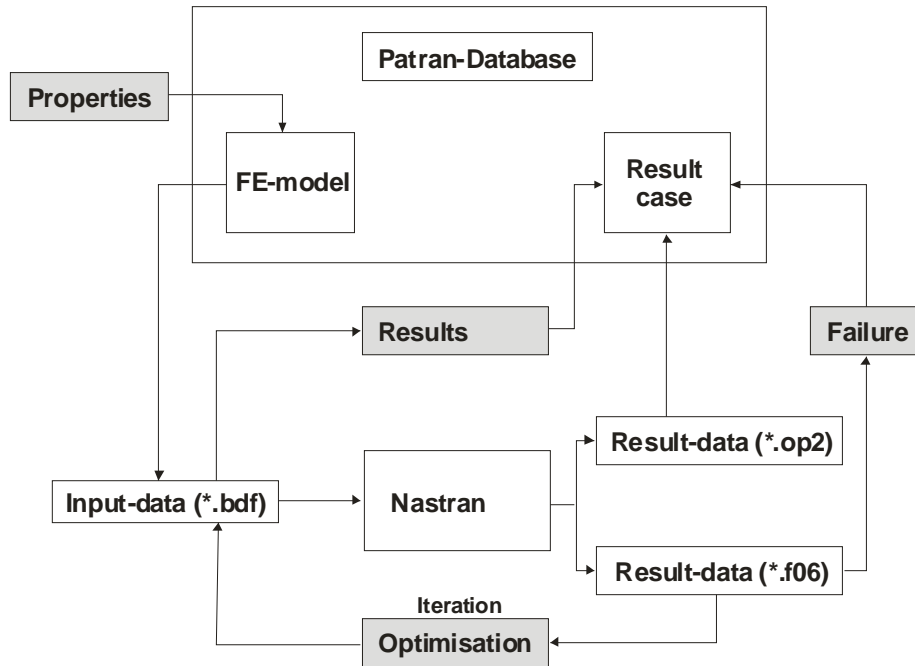 Patran-Database
Properties
FE-model
Result
case
Results
Failure
Result-data (*.op2)
Input-data (*.bdf)
Nastran
Result-data (*.f06)
Iteration
Optimisation